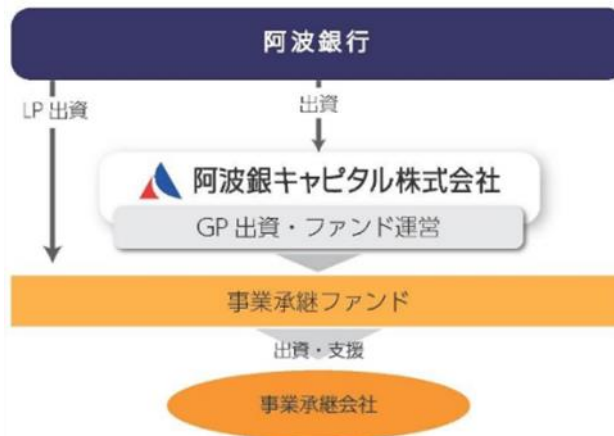 阿波銀行
LP 出資
出資
阿波銀キャピタル株式会社
GP 出資・ファンド運営
事業承継ファンド
出資・支援
事業承継会社